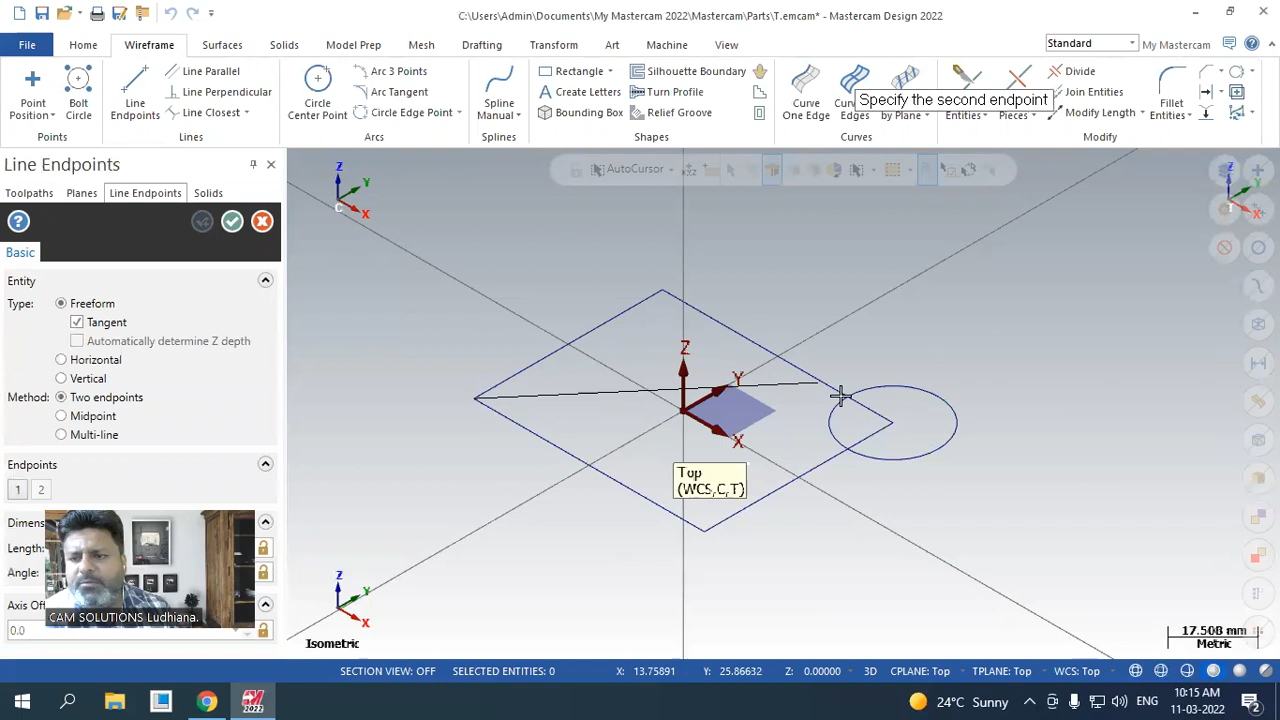 C:\Users\Admin\Documents\My Mastercam 2022\Mastercam\Parts\T.emcam* - Mastercam Design 2022
File Home Wireframe Surfaces Solids Model Prep Mesh Drafting Transform Art Machine View Standard My Mastercam
Point Position
Bolt Circle
Points
Line Endpoints
Line Parallel
Line Perpendicular
Line Closest
Lines
Circle Center Point
Arc 3 Points
Arc Tangent
Circle Edge Point
Arcs
Spline Manual
Splines
Rectangle
Create Letters
Bounding Box
Silhouette Boundary
Turn Profile
Relief Groove
Shapes
Curve One Edge
Curve
Edges
by Plane
Curves
Specify the second endpoint
Entities
Pieces
Divide
Join Entities
Modify Length
Fillet Entities
Modify
Line Endpoints
Toolpaths Planes Line Endpoints Solids
Basic
Entity
Type: Freeform
Tangent
Automatically determine Z depth
Horizontal
Vertical
Method: Two endpoints
Midpoint
Multi-line
Endpoints
1 2
Length:
Angle:
0.0
CAM SOLUTIONS Ludhiana.
AutoCursor
Z
Y
X
C
Z
Y
X
T
Z
Y
X
Top
(WCS,C,T)
Z
Y
X
Isometric
17.508 mm
Metric
SECTION VIEW: OFF SELECTED ENTITIES: 0 X: 13.75891 Y: 25.86632 Z: 0.00000 3D CPLANE: Top TPLANE: Top WCS: Top
2022
24°C Sunny
ENG
10:15 AM
11-03-2022
2